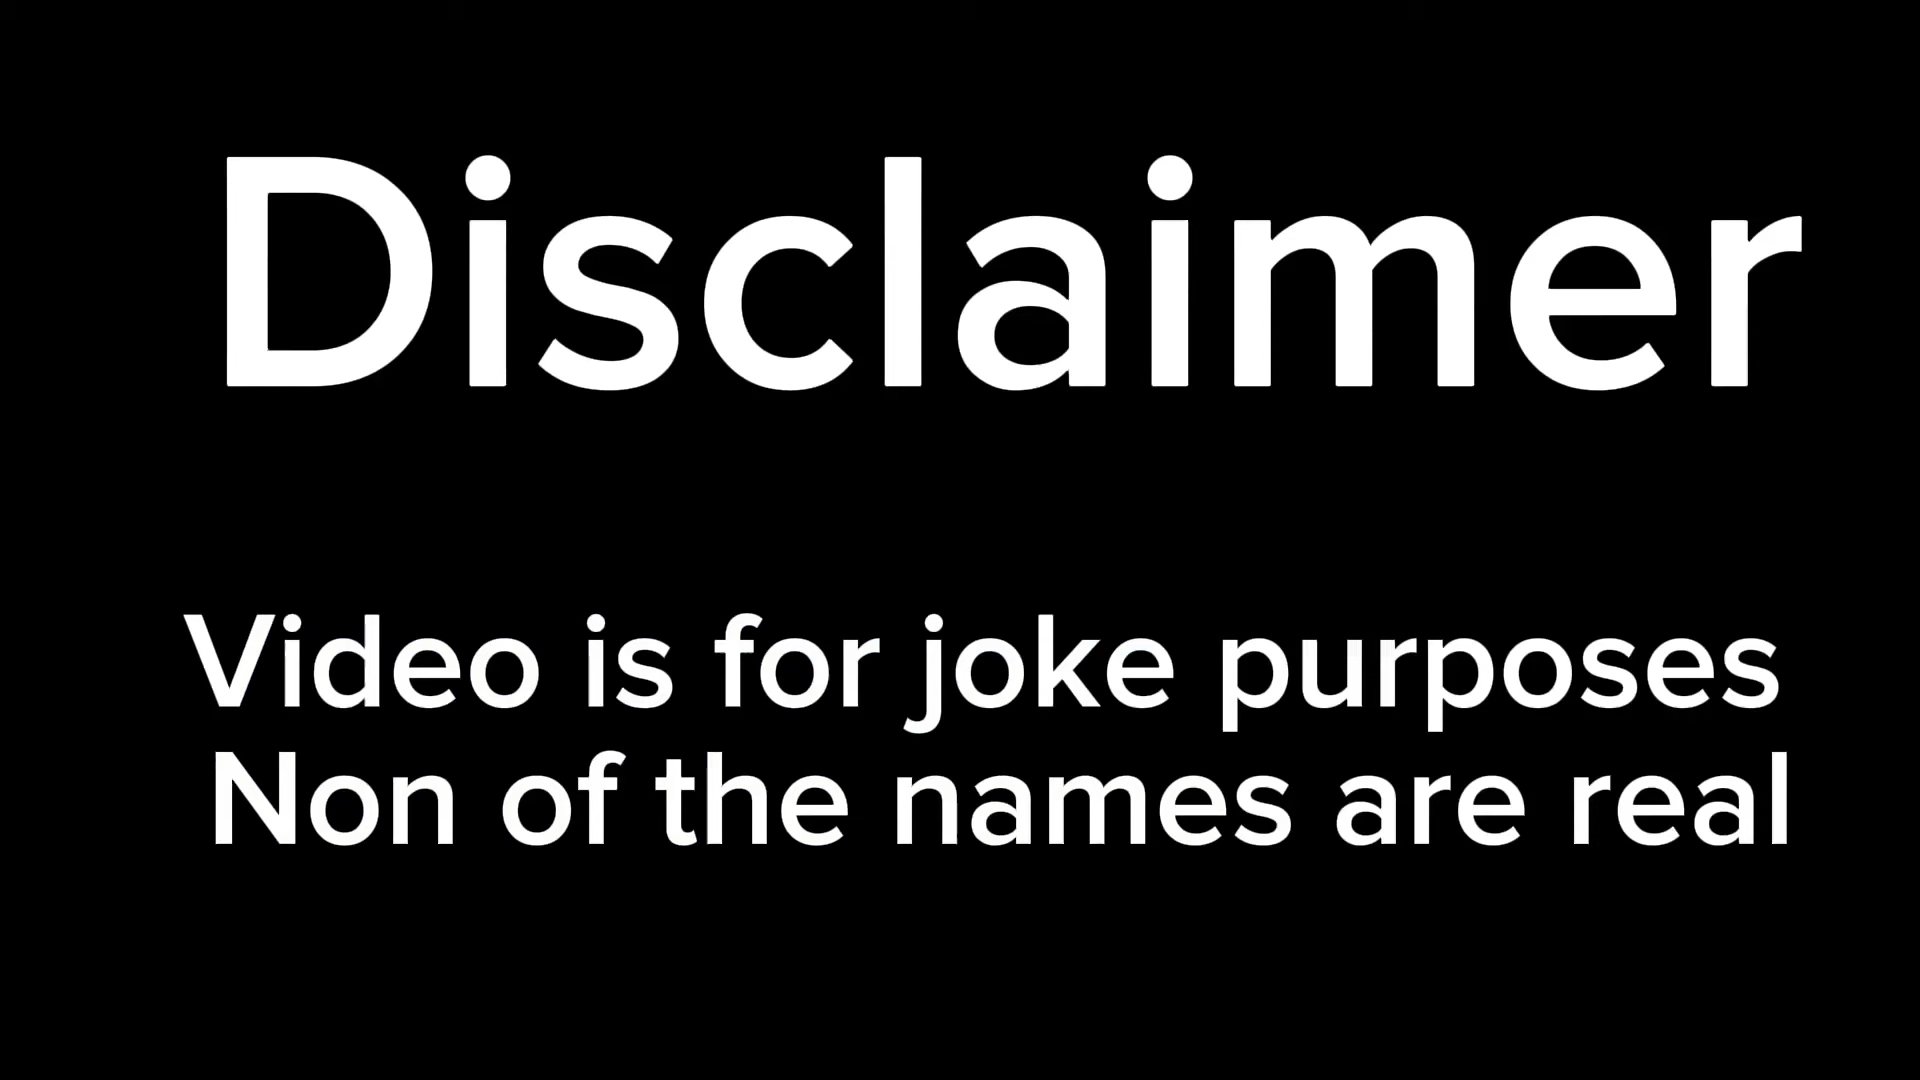 Disclaimer
Video is for joke purposes
Non of the names are real